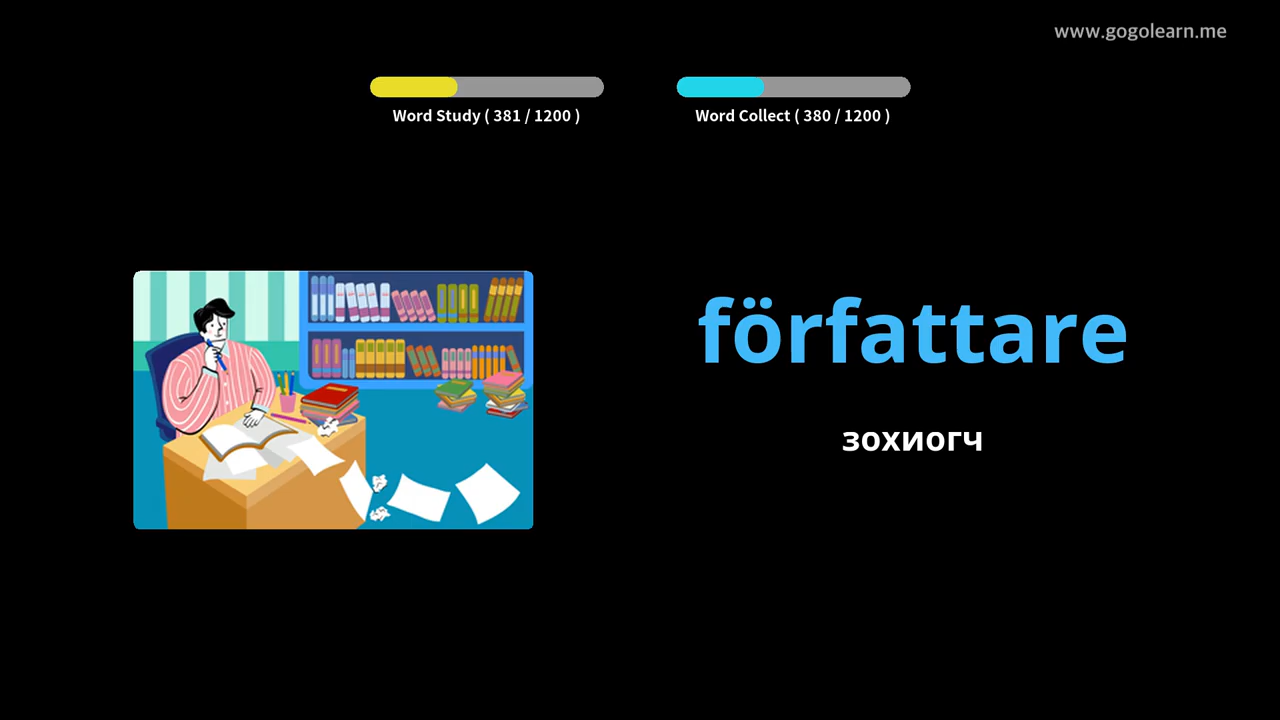 www.gogolearn.me
Word Study ( 381 / 1200 )
Word Collect ( 380 / 1200 )
författare
зохиогч